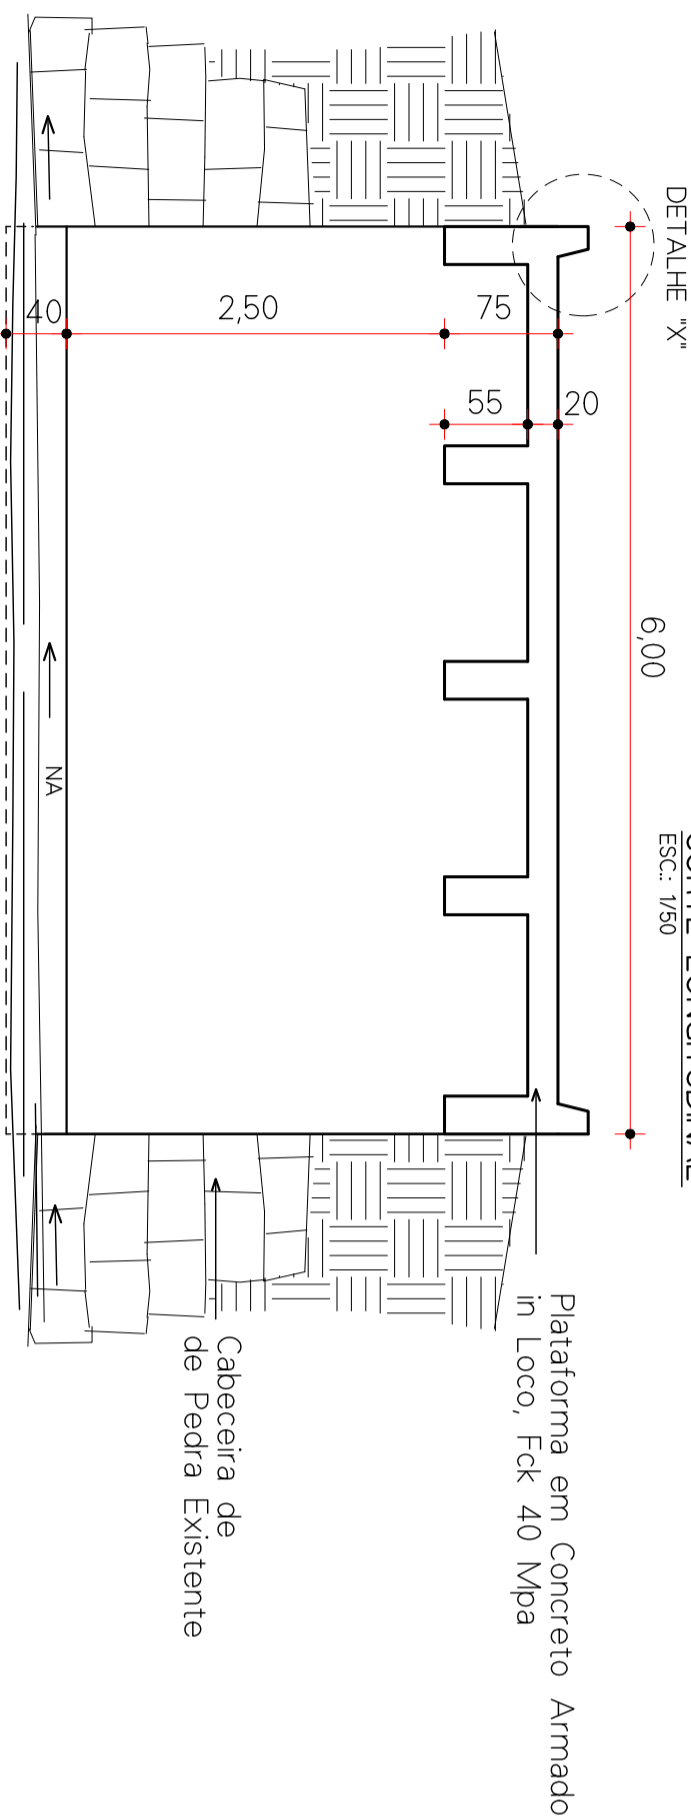 DETALHE "X"
6,00
ESC.: 1/50
40
2,50
75
55
20
NA
Plataforma em Concreto Armado
in Loco, Fck 40 Mpa
Cabeceira de
de Pedra Existente